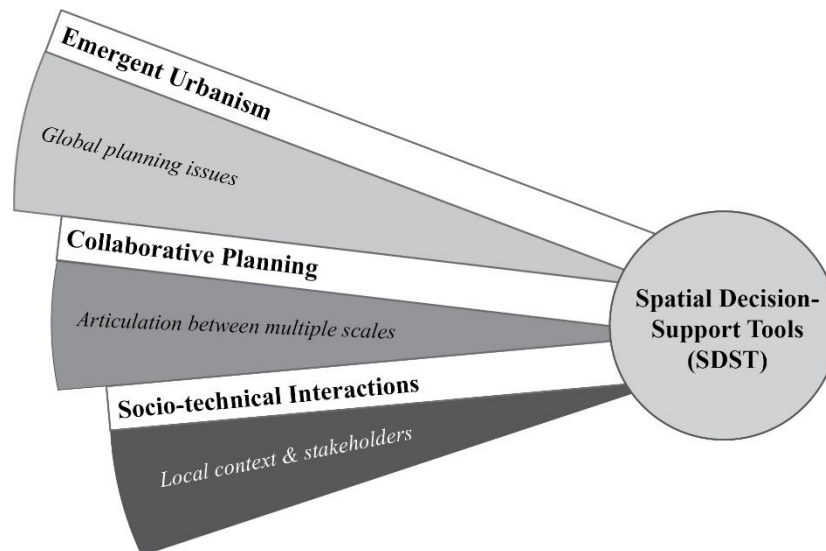 Emergent Urbanism
Global planning issues
Collaborative Planning
Articulation between multiple scales
Socio-technical Interactions
Local context & stakeholders
Spatial Decision-
Support Tools
(SDST)